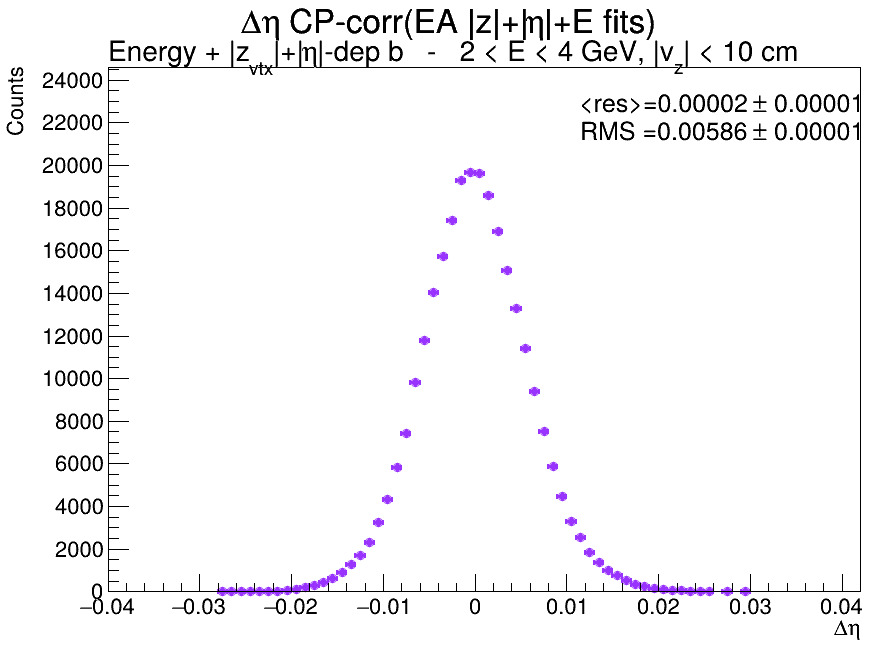 Δη CP-corr(EA |z|+|η|+E fits)
Energy + |z_vtx|+|η|-dep b - 2 < E < 4 GeV, |v_z| < 10 cm
<res>=0.00002 ± 0.00001
RMS =0.00586 ± 0.00001
Counts
24000
22000
20000
18000
16000
14000
12000
10000
8000
6000
4000
2000
0
−0.04 −0.03 −0.02 −0.01 0 0.01 0.02 0.03 0.04
Δη